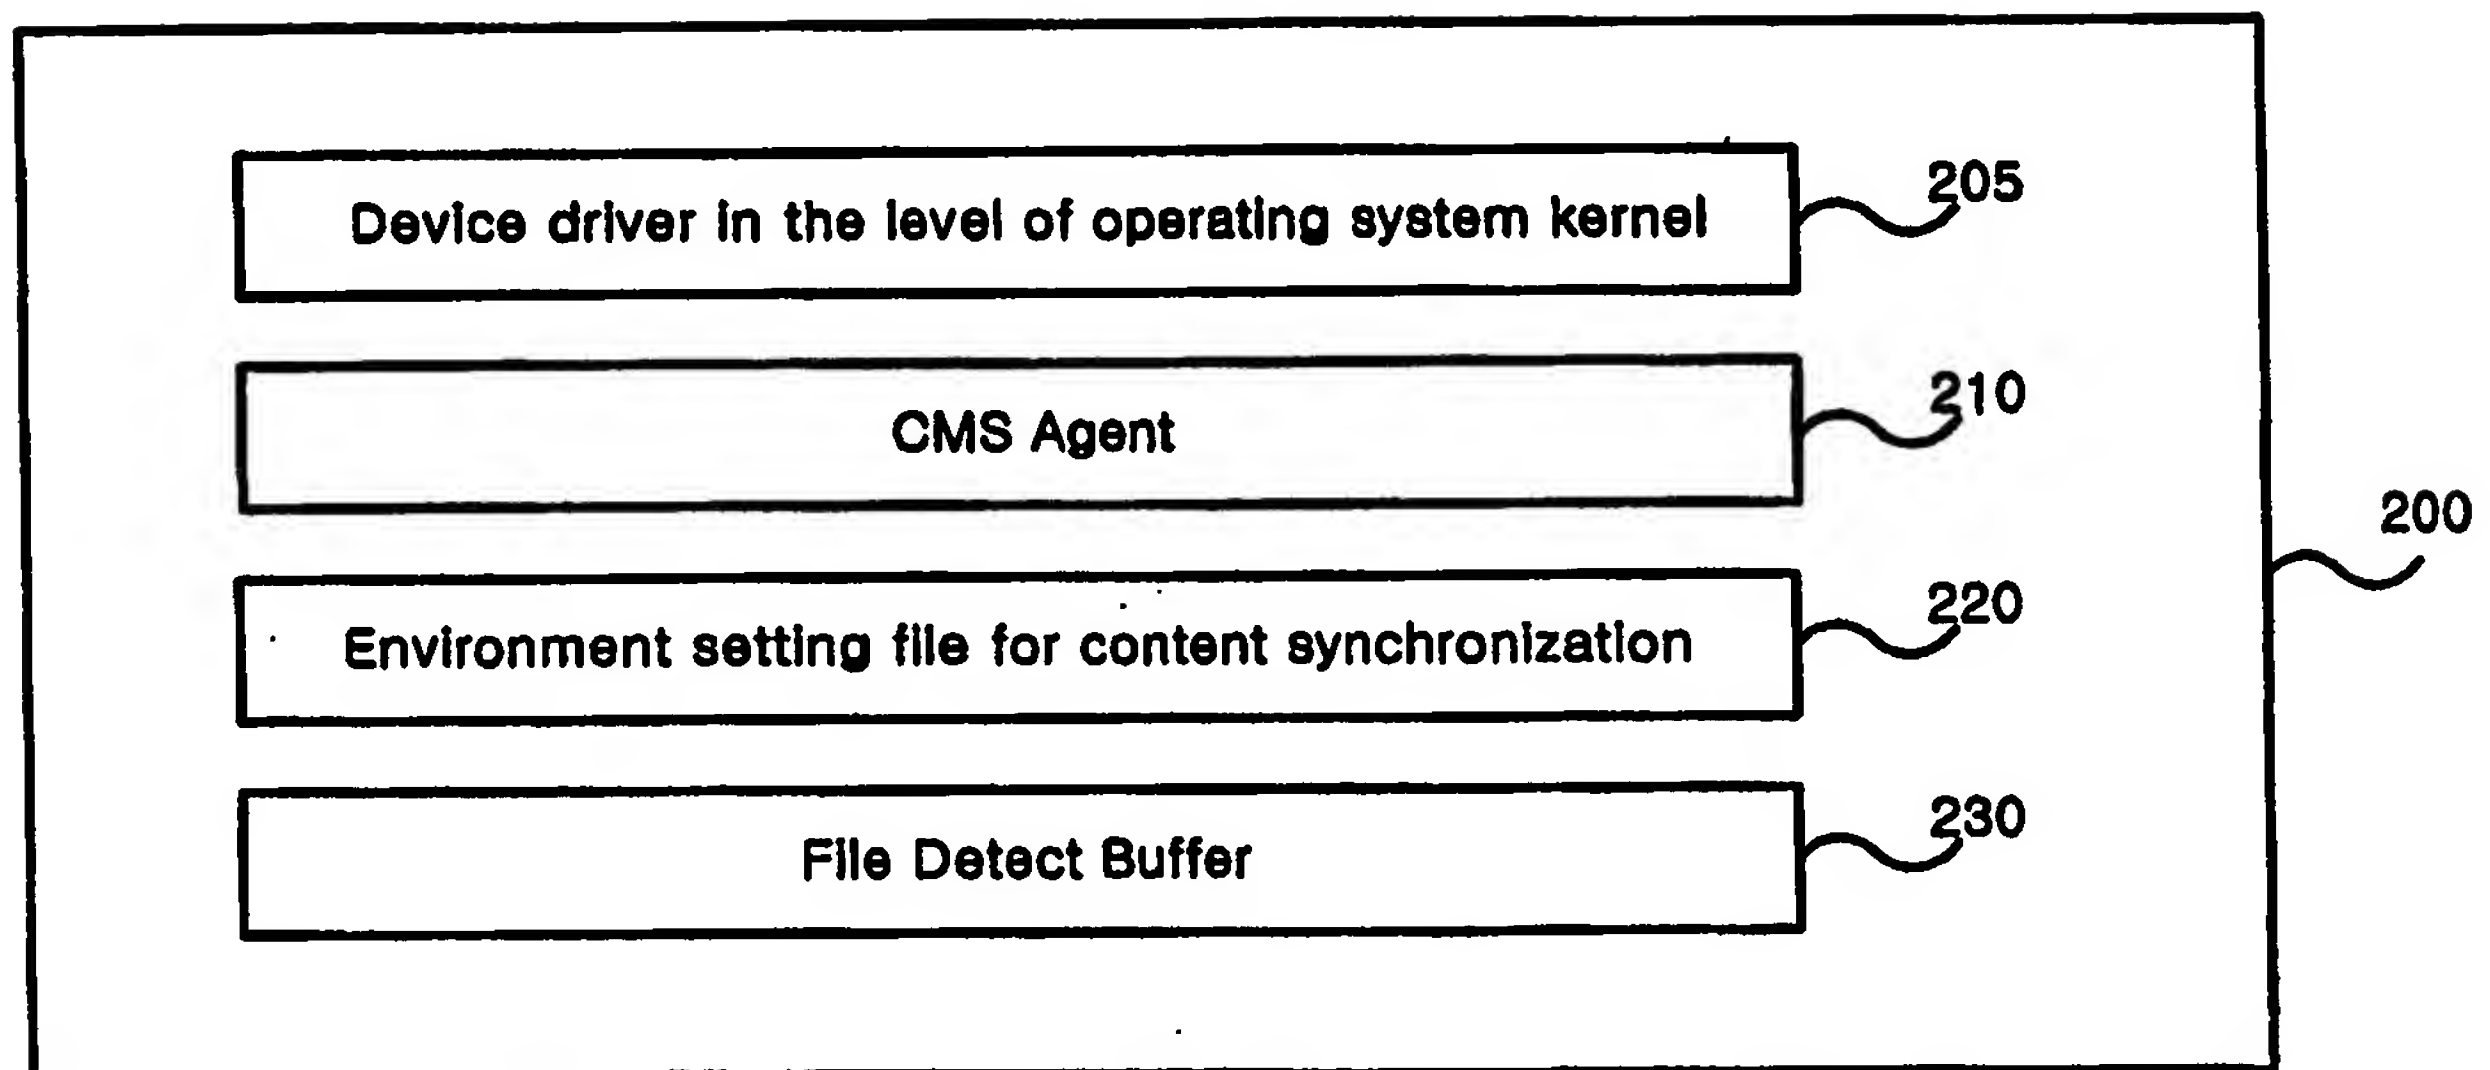 Device driver in the level of operating system kernel
205
CMS Agent
210
200
Environment setting file for content synchronization
220
File Detect Buffer
230